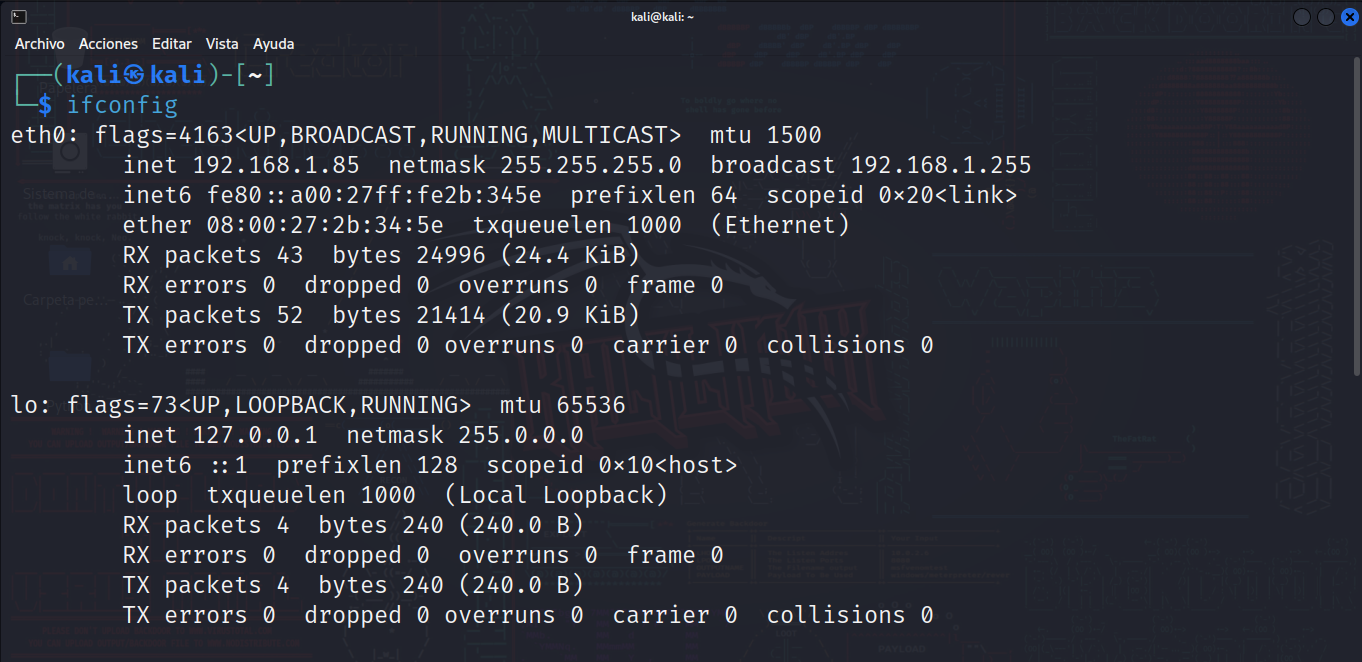 kali@kali: ~
Archivo Acciones Editar Vista Ayuda
┌──(kali㉿kali)-[~]
└─$ ifconfig
eth0: flags=4163<UP,BROADCAST,RUNNING,MULTICAST>  mtu 1500
        inet 192.168.1.85  netmask 255.255.255.0  broadcast 192.168.1.255
        inet6 fe80::a00:27ff:fe2b:345e  prefixlen 64  scopeid 0x20<link>
        ether 08:00:27:2b:34:5e  txqueuelen 1000  (Ethernet)
        RX packets 43  bytes 24996 (24.4 KiB)
        RX errors 0  dropped 0  overruns 0  frame 0
        TX packets 52  bytes 21414 (20.9 KiB)
        TX errors 0  dropped 0 overruns 0  carrier 0  collisions 0
lo: flags=73<UP,LOOPBACK,RUNNING>  mtu 65536
        inet 127.0.0.1  netmask 255.0.0.0
        inet6 ::1  prefixlen 128  scopeid 0x10<host>
        loop  txqueuelen 1000  (Local Loopback)
        RX packets 4  bytes 240 (240.0 B)
        RX errors 0  dropped 0  overruns 0  frame 0
        TX packets 4  bytes 240 (240.0 B)
        TX errors 0  dropped 0 overruns 0  carrier 0  collisions 0
Sistema de...
Carpeta pe...
PAYLOAD